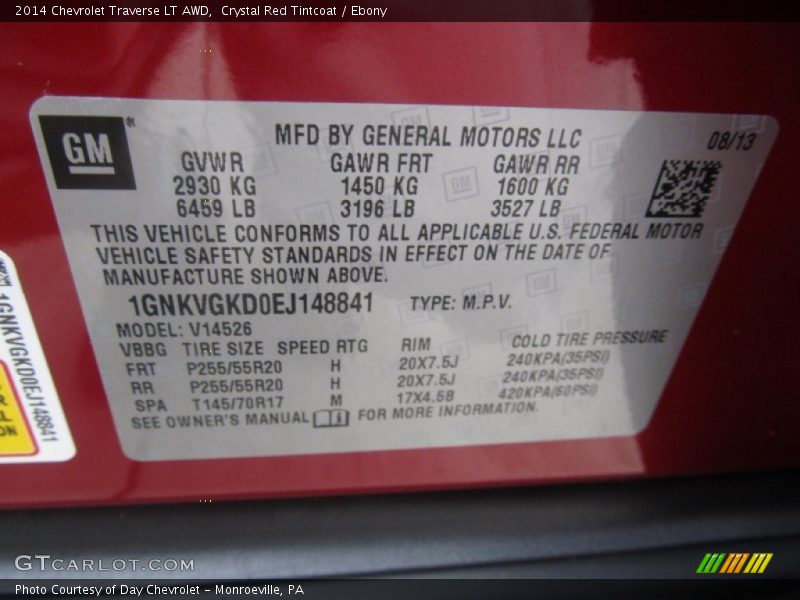 2014 Chevrolet Traverse LT AWD,  Crystal Red Tintcoat / Ebony
GM®
MFD BY GENERAL MOTORS LLC
08/13
GVWR GAWR FRT GAWR RR
2930 KG 1450 KG 1600 KG
6459 LB 3196 LB 3527 LB
THIS VEHICLE CONFORMS TO ALL APPLICABLE U.S. FEDERAL MOTOR
VEHICLE SAFETY STANDARDS IN EFFECT ON THE DATE OF
MANUFACTURE SHOWN ABOVE.
1GNKVGKD0EJ148841 TYPE: M.P.V.
MODEL: V14526
VBBG TIRE SIZE SPEED RTG RIM COLD TIRE PRESSURE
FRT P255/55R20 H 20X7.5J 240KPA(35PSI)
RR P255/55R20 H 20X7.5J 240KPA(35PSI)
SPA T145/70R17 M 17X4.5B 420KPA(60PSI)
SEE OWNER'S MANUAL FOR MORE INFORMATION.
1GNKVGKD0EJ148841
GTCARLOT.COM
Photo Courtesy of Day Chevrolet - Monroeville, PA